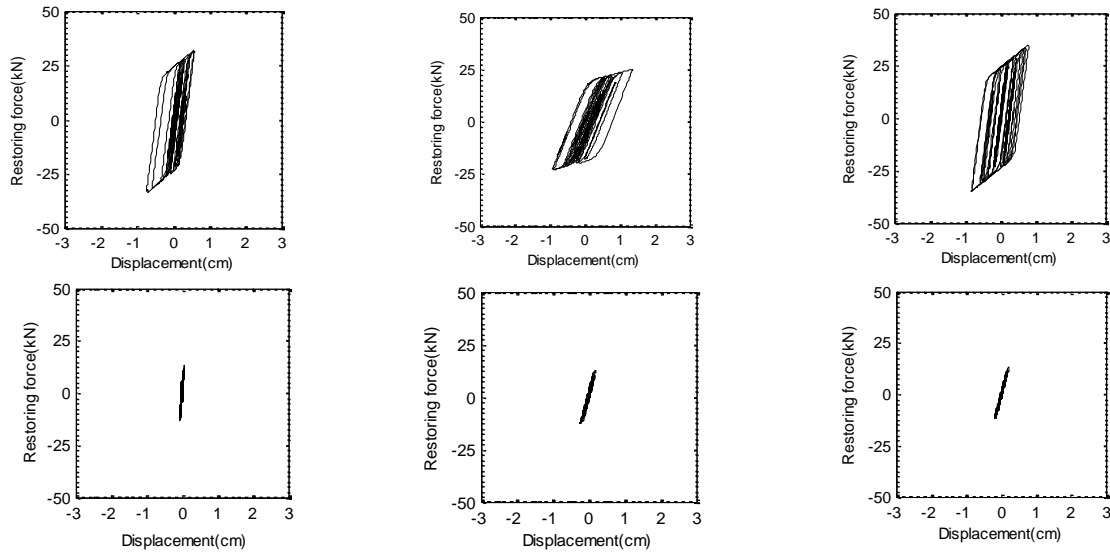 50
25
0
-25
-50
-3 -2 -1 0 1 2 3
Restoring force(kN)
Displacement(cm)
50
25
0
-25
-50
-3 -2 -1 0 1 2 3
Restoring force(kN)
Displacement(cm)
50
25
0
-25
-50
-3 -2 -1 0 1 2 3
Restoring force(kN)
Displacement(cm)
50
25
0
-25
-50
-3 -2 -1 0 1 2 3
Restoring force(kN)
Displacement(cm)
50
25
0
-25
-50
-3 -2 -1 0 1 2 3
Restoring force(kN)
Displacement(cm)
50
25
0
-25
-50
-3 -2 -1 0 1 2 3
Restoring force(kN)
Displacement(cm)